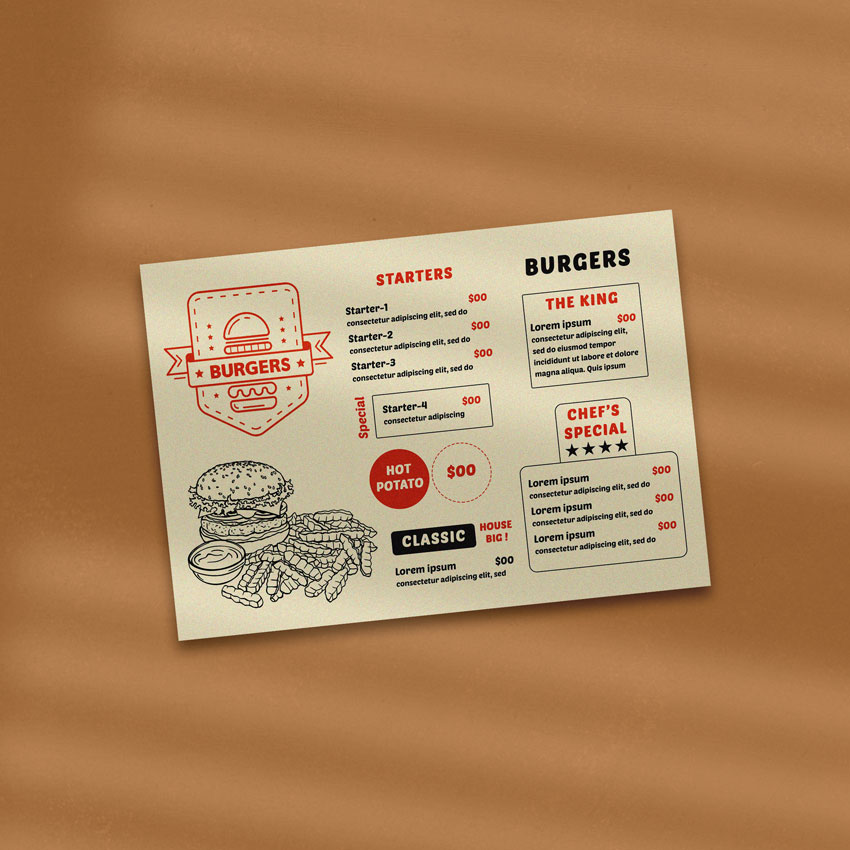 BURGERS
STARTERS
Starter-1 $00
consectetur adipiscing elit, sed do
Starter-2 $00
consectetur adipiscing elit, sed do
Starter-3 $00
consectetur adipiscing elit, sed do
Special
Starter-4 $00
consectetur adipiscing
HOT
POTATO
$00
CLASSIC
HOUSE
BIG !
Lorem ipsum $00
consectetur adipiscing elit, sed
BURGERS
THE KING
Lorem ipsum $00
consectetur adipiscing elit,
sed do eiusmod tempor
incididunt ut labore et dolore
magna aliqua. Quis ipsum
CHEF'S
SPECIAL
★★★★
Lorem ipsum $00
consectetur adipiscing elit, sed do
Lorem ipsum $00
consectetur adipiscing elit, sed do
Lorem ipsum $00
consectetur adipiscing elit, sed do